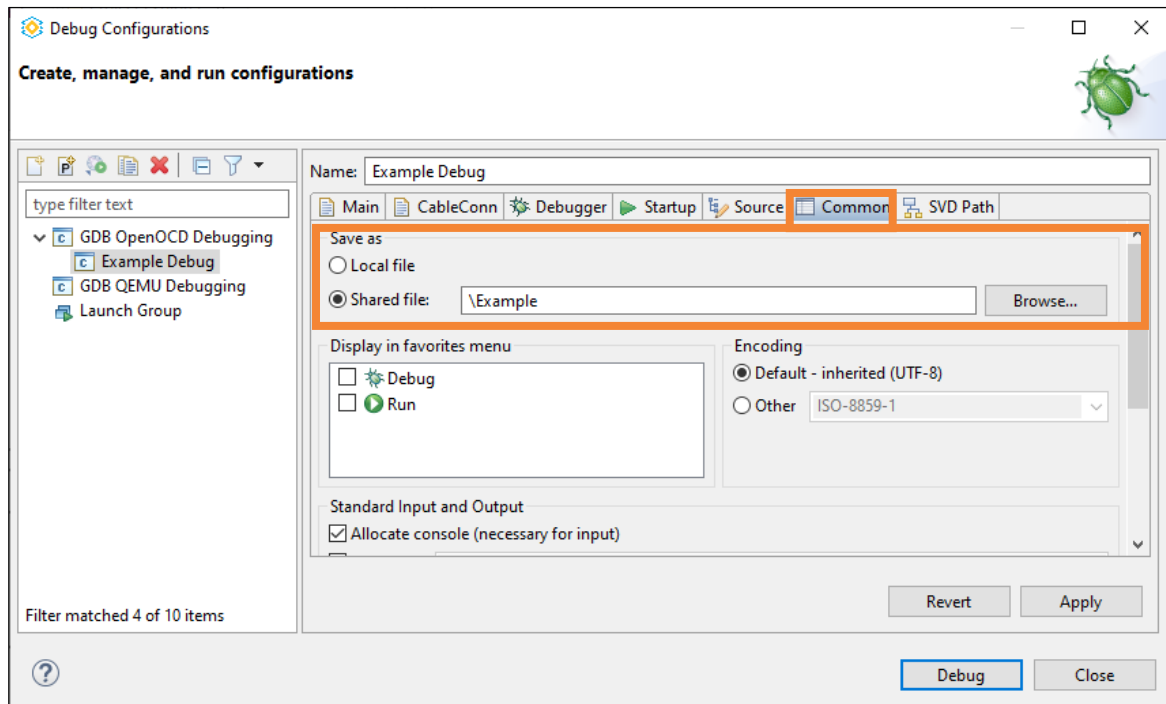 Debug Configurations
Create, manage, and run configurations
P
type filter text
c GDB OpenOCD Debugging
c Example Debug
c GDB QEMU Debugging
Launch Group
Filter matched 4 of 10 items
Name: Example Debug
Main CableConn Debugger Startup Source Common SVD Path
Save as
Local file
Shared file: \Example Browse...
Display in favorites menu
Debug
Run
Encoding
Default - inherited (UTF-8)
Other ISO-8859-1
Standard Input and Output
Allocate console (necessary for input)
Revert Apply
? Debug Close